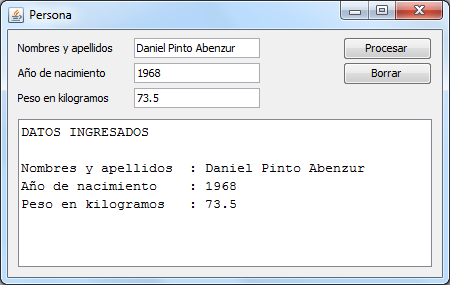 Persona
Nombres y apellidos Daniel Pinto Abenzur Procesar
Año de nacimiento 1968 Borrar
Peso en kilogramos 73.5
DATOS INGRESADOS
Nombres y apellidos : Daniel Pinto Abenzur
Año de nacimiento : 1968
Peso en kilogramos : 73.5